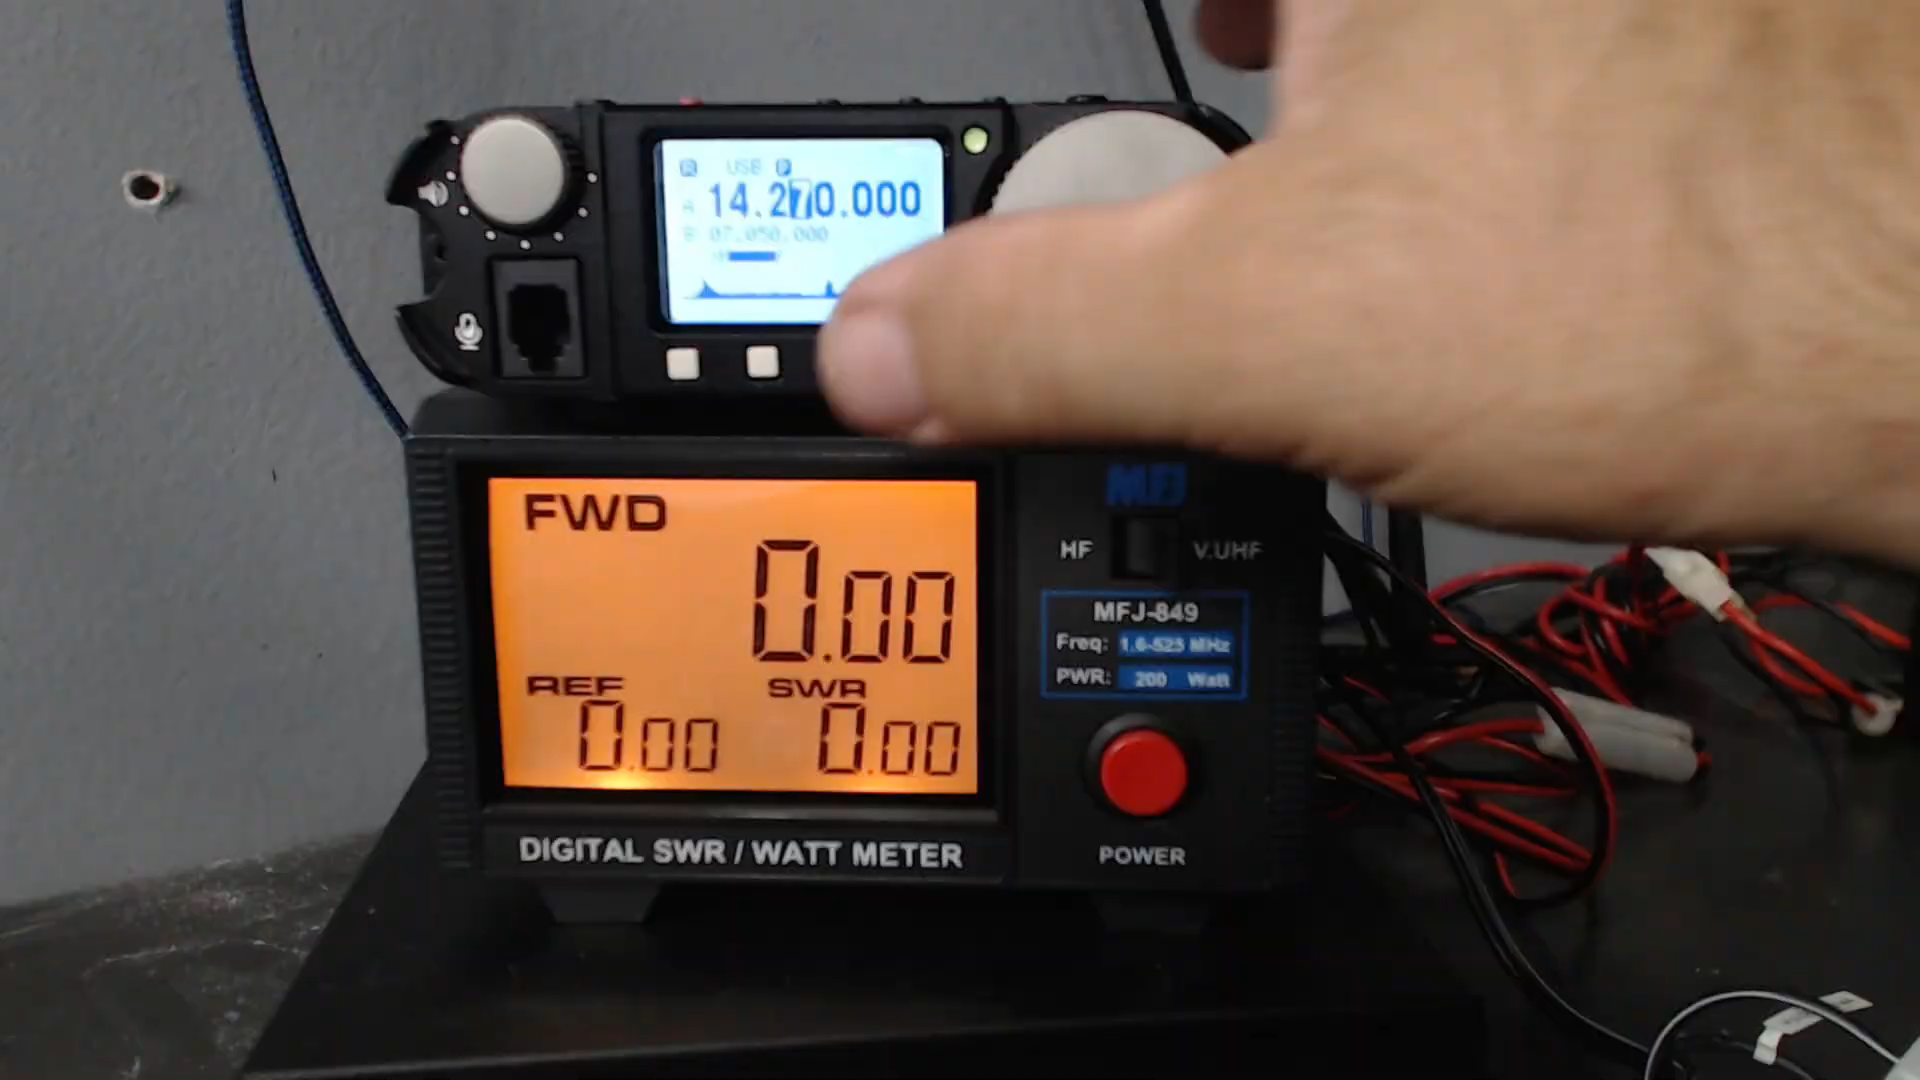 R USB P
A 14.270.000
B 07.050.000
FWD
0.00
REF SWR
0.00 0.00
DIGITAL SWR / WATT METER
MFJ
HF V.UHF
MFJ-849
Freq: 1.6-525 MHz
PWR: 200 Watt
POWER